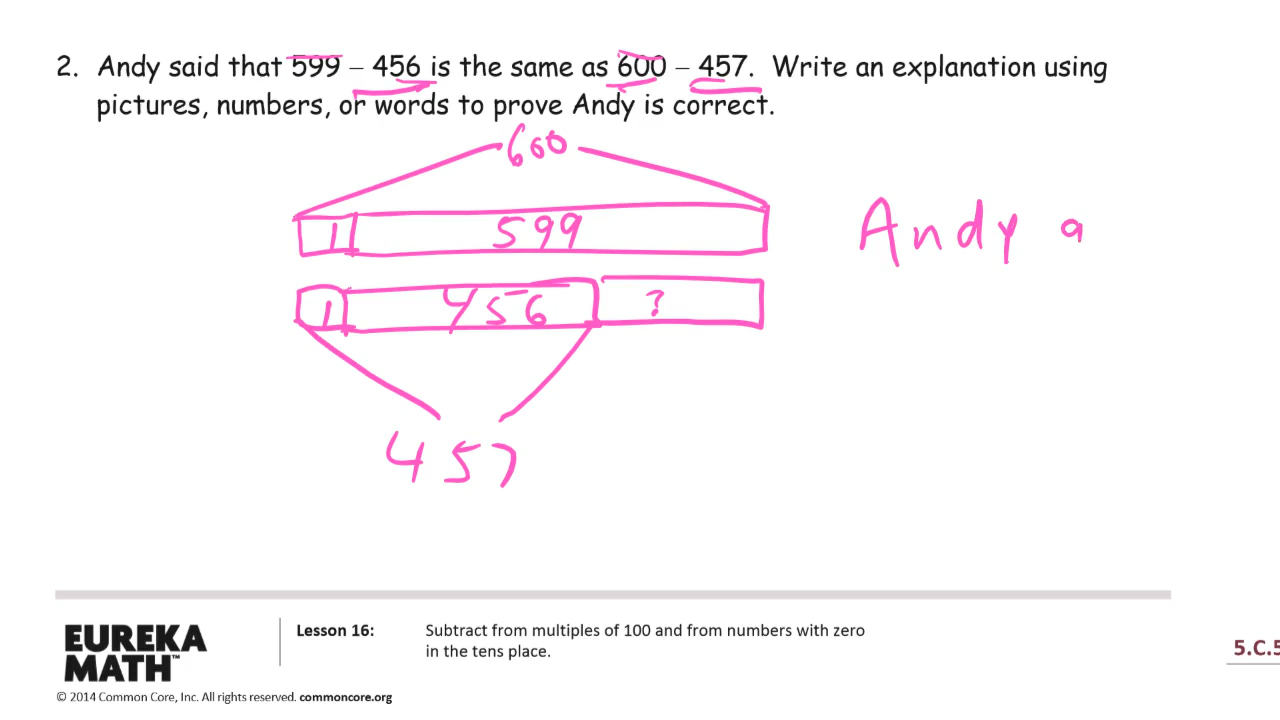 2. Andy said that 599 – 456 is the same as 600 – 457. Write an explanation using
pictures, numbers, or words to prove Andy is correct.
600
1 599
1 456 ?
457
Andy a
EUREKA
MATH™
Lesson 16:
Subtract from multiples of 100 and from numbers with zero
in the tens place.
5.C.5
© 2014 Common Core, Inc. All rights reserved. commoncore.org